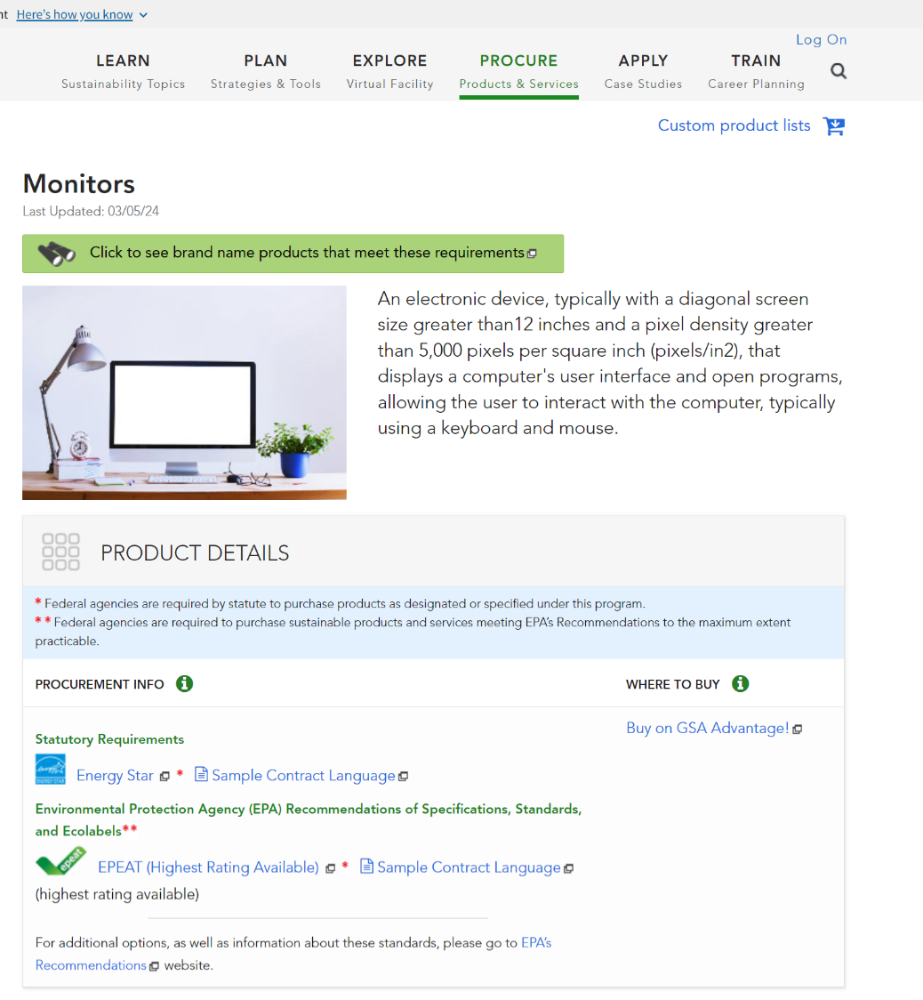 nt Here's how you know
Log On
LEARN PLAN EXPLORE PROCURE APPLY TRAIN
Sustainability Topics Strategies & Tools Virtual Facility Products & Services Case Studies Career Planning
Custom product lists
Monitors
Last Updated: 03/05/24
Click to see brand name products that meet these requirements
An electronic device, typically with a diagonal screen
size greater than12 inches and a pixel density greater
than 5,000 pixels per square inch (pixels/in2), that
displays a computer's user interface and open programs,
allowing the user to interact with the computer, typically
using a keyboard and mouse.
PRODUCT DETAILS
* Federal agencies are required by statute to purchase products as designated or specified under this program.
* * Federal agencies are required to purchase sustainable products and services meeting EPA's Recommendations to the maximum extent
practicable.
PROCUREMENT INFO WHERE TO BUY
Buy on GSA Advantage!
Statutory Requirements
ENERGY STAR Energy Star * Sample Contract Language
Environmental Protection Agency (EPA) Recommendations of Specifications, Standards,
and Ecolabels**
epeat EPEAT (Highest Rating Available) * Sample Contract Language
(highest rating available)
For additional options, as well as information about these standards, please go to EPA's
Recommendations website.